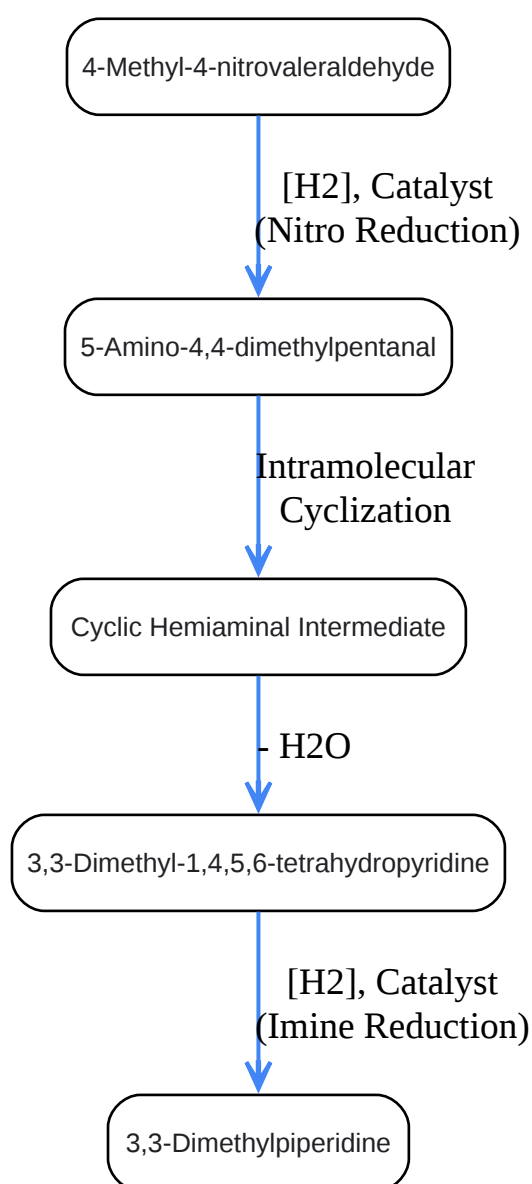 4-Methyl-4-nitrovaleraldehyde
[H2], Catalyst
(Nitro Reduction)
5-Amino-4,4-dimethylpentanal
Intramolecular
Cyclization
Cyclic Hemiaminal Intermediate
- H2O
3,3-Dimethyl-1,4,5,6-tetrahydropyridine
[H2], Catalyst
(Imine Reduction)
3,3-Dimethylpiperidine